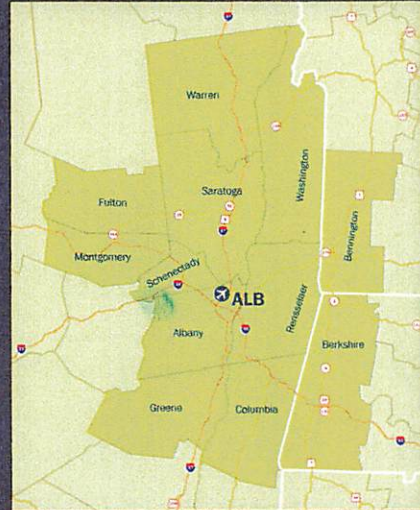 Warren
Washington
Saratoga
Fulton
Bennington
Montgomery
Schenectady
ALB
Rensselaer
Albany
Berkshire
Greene
Columbia